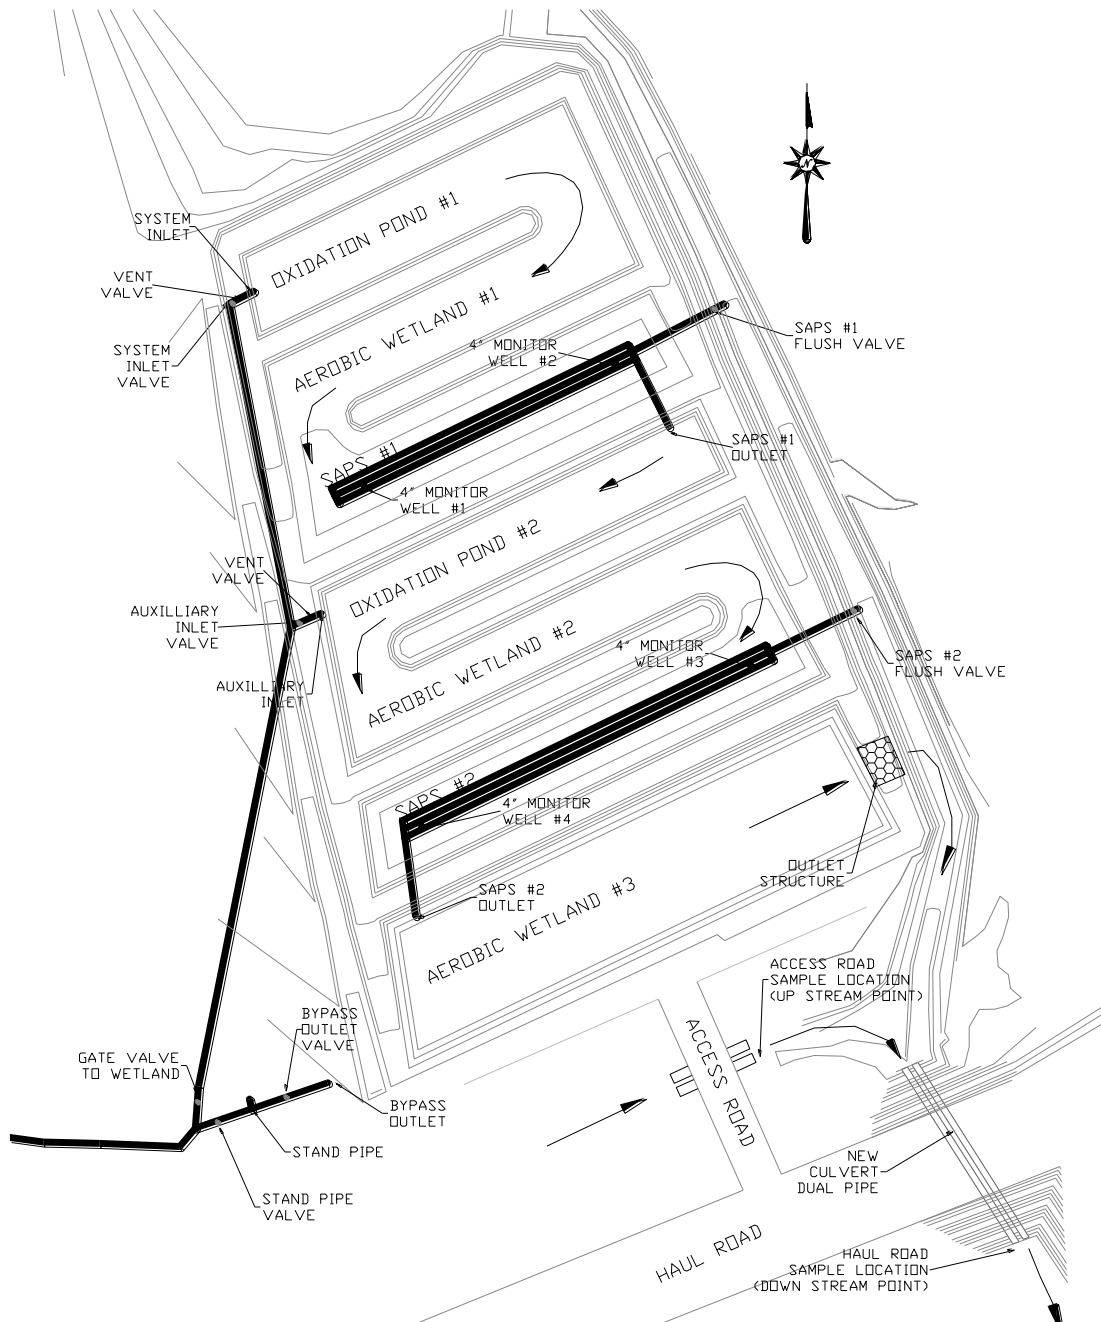 N
SYSTEM
INLET
OXIDATION POND #1
VENT
VALVE
AEROBIC WETLAND #1
SYSTEM
INLET
VALVE
4" MONITOR
WELL #2
SAPS #1
FLUSH VALVE
SAPS #1
OUTLET
SAPS #1
4" MONITOR
WELL #1
OXIDATION POND #2
VENT
VALVE
AUXILLIARY
INLET
VALVE
AEROBIC WETLAND #2
4" MONITOR
WELL #3
SAPS #2
FLUSH VALVE
AUXILLIARY
INLET
SAPS #2
4" MONITOR
WELL #4
OUTLET
STRUCTURE
SAPS #2
OUTLET
AEROBIC WETLAND #3
ACCESS ROAD
SAMPLE LOCATION
(UP STREAM POINT)
BYPASS
OUTLET
VALVE
ACCESS ROAD
GATE VALVE
TO WETLAND
BYPASS
OUTLET
STAND PIPE
NEW
CULVERT
DUAL PIPE
STAND PIPE
VALVE
HAUL ROAD
HAUL ROAD
SAMPLE LOCATION
(DOWN STREAM POINT)